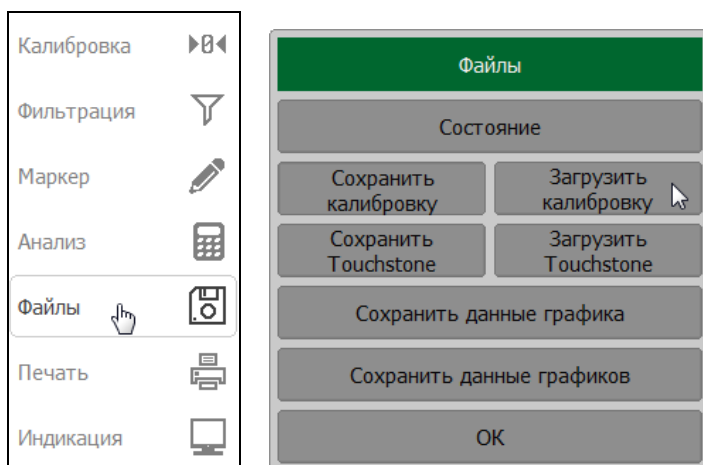 Калибровка
Фильтрация
Маркер
Анализ
Файлы
Печать
Индикация
Файлы
Состояние
Сохранить
калибровку
Загрузить
калибровку
Сохранить
Touchstone
Загрузить
Touchstone
Сохранить данные графика
Сохранить данные графиков
ОК